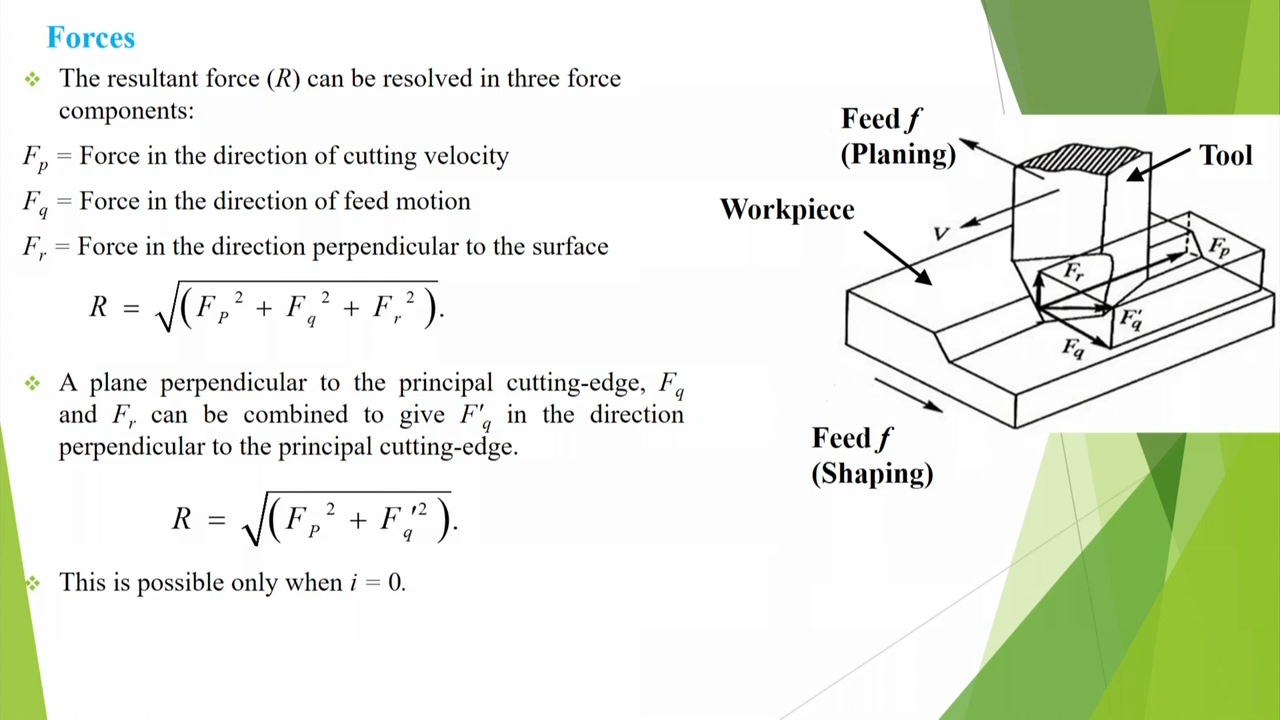 Forces
❖ The resultant force (R) can be resolved in three force
components:
F_p = Force in the direction of cutting velocity
F_q = Force in the direction of feed motion
F_r = Force in the direction perpendicular to the surface
R = √(F_P² + F_q² + F_r²).
❖ A plane perpendicular to the principal cutting-edge, F_q
and F_r can be combined to give F′_q in the direction
perpendicular to the principal cutting-edge.
R = √(F_P² + F_q′²).
❖ This is possible only when i = 0.
Feed f
(Planing)
Tool
Workpiece
V
F_p
F_r
F′_q
F_q
Feed f
(Shaping)